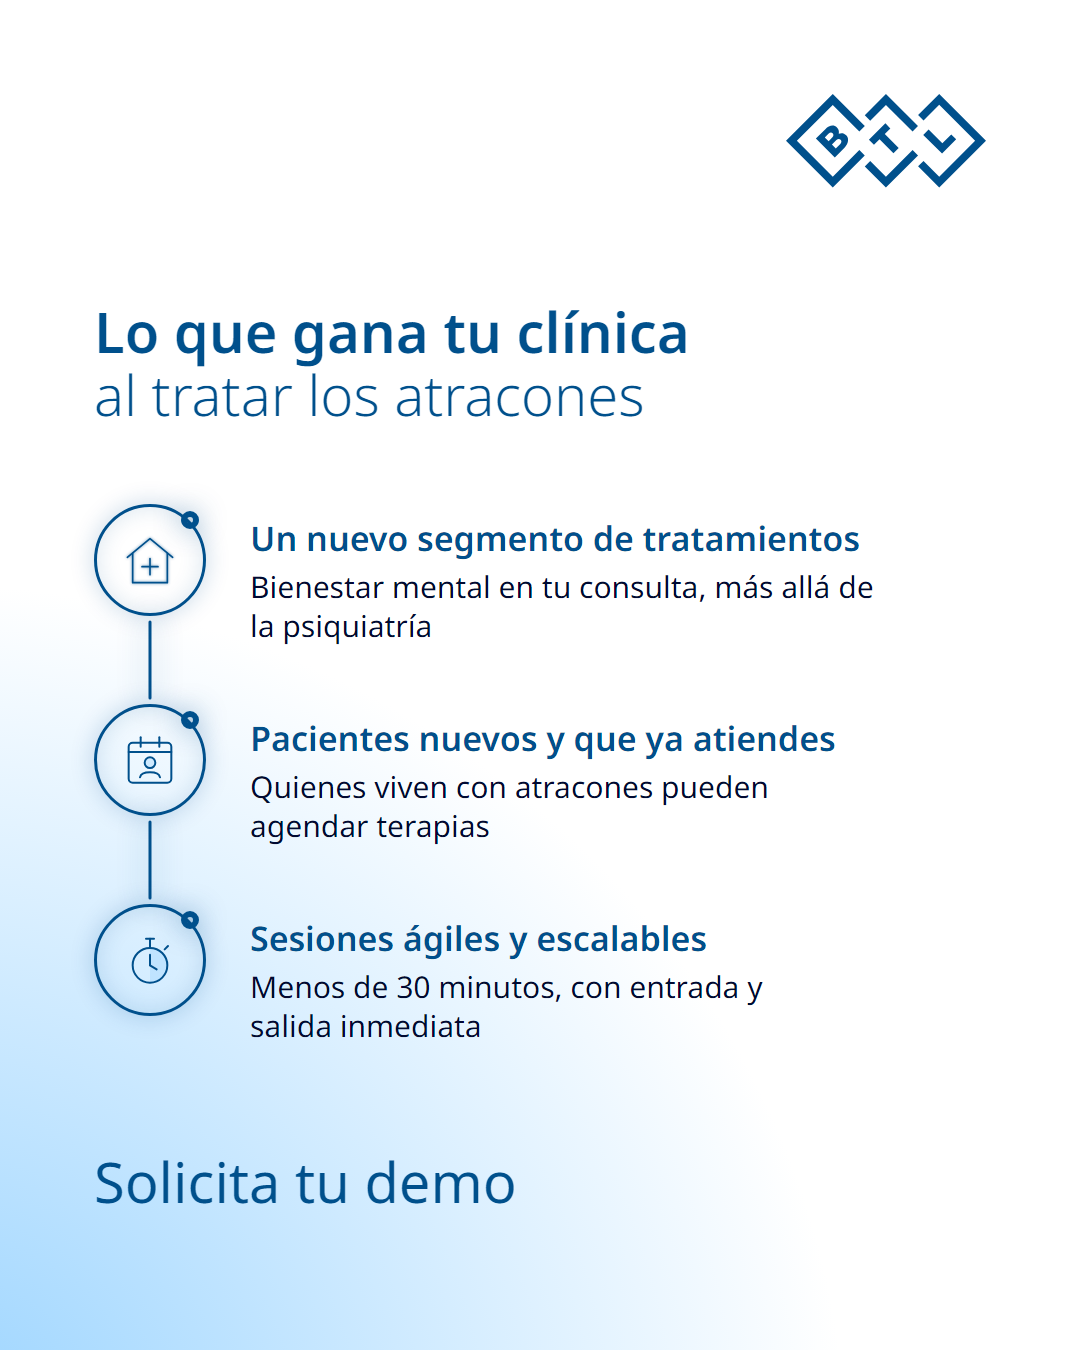 BTL
Lo que gana tu clínica
al tratar los atracones
Un nuevo segmento de tratamientos
Bienestar mental en tu consulta, más allá de
la psiquiatría
Pacientes nuevos y que ya atiendes
Quienes viven con atracones pueden
agendar terapias
Sesiones ágiles y escalables
Menos de 30 minutos, con entrada y
salida inmediata
Solicita tu demo